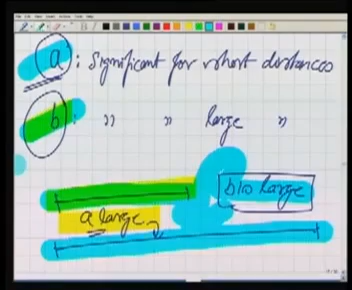 a : Significant for short distances
b : " " large "
b is large
a large